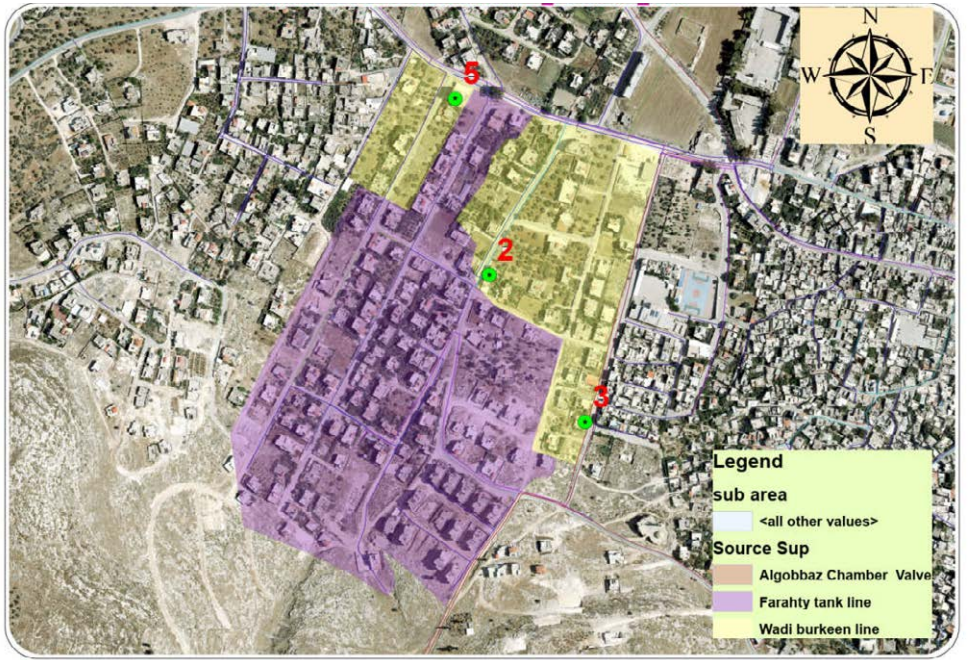 N
W E
S
5
2
3
Legend
sub area
<all other values>
Source Sup
Algobbaz Chamber Valve
Farahty tank line
Wadi burkeen line